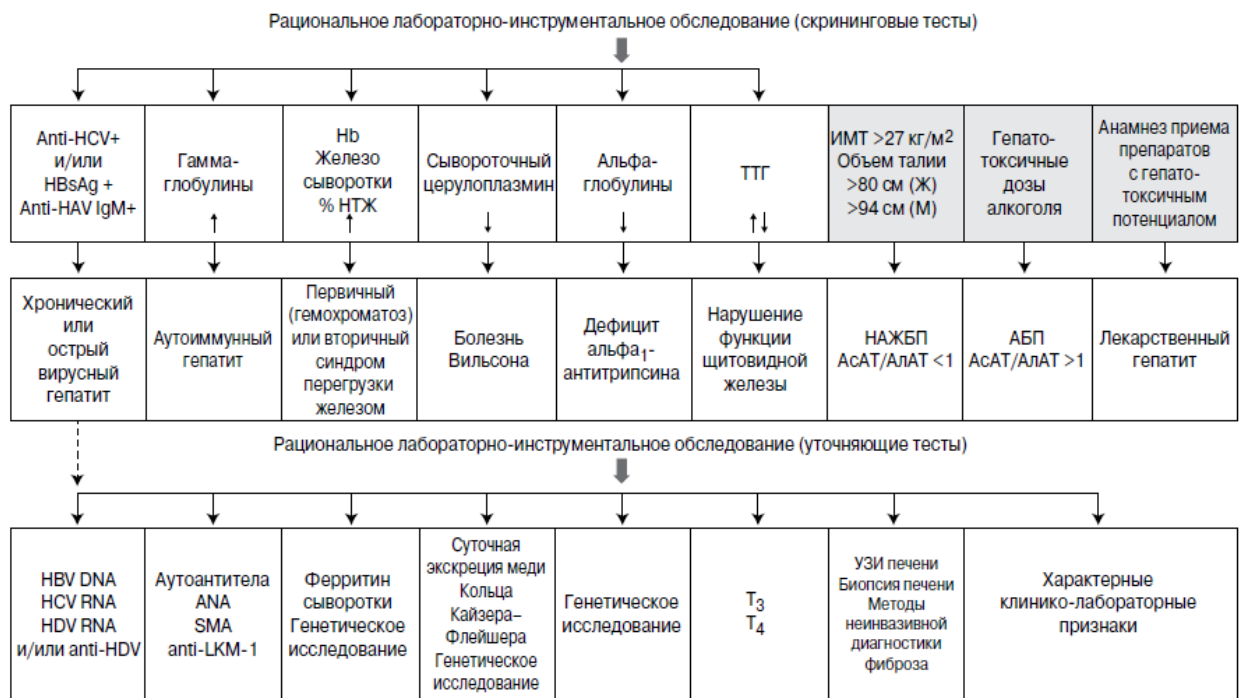 Рациональное лабораторно-инструментальное обследование (скрининговые тесты)
Anti-HCV+
и/или
HBsAg +
Anti-HAV IgM+
Гамма-
глобулины
Hb
Железо
сыворотки
% НТЖ
Сывороточный
церулоплазмин
Альфа-
глобулины
ТТГ
ИМТ >27 кг/м²
Объем талии
>80 см (Ж)
>94 см (М)
Гепато-
токсичные
дозы
алкоголя
Анамнез приема
препаратов
с гепато-
токсичным
потенциалом
Хронический
или
острый
вирусный
гепатит
Аутоиммунный
гепатит
Первичный
(гемохроматоз)
или вторичный
синдром
перегрузки
железом
Болезнь
Вильсона
Дефицит
альфа₁-
антитрипсина
Нарушение
функции
щитовидной
железы
НАЖБП
АсАТ/АлАТ <1
АБП
АсАТ/АлАТ >1
Лекарственный
гепатит
Рациональное лабораторно-инструментальное обследование (уточняющие тесты)
HBV DNA
HCV RNA
HDV RNA
и/или anti-HDV
Аутоантитела
ANA
SMA
anti-LKM-1
Ферритин
сыворотки
Генетическое
исследование
Суточная
экскреция меди
Кольца
Кайзера–
Флейшера
Генетическое
исследование
Генетическое
исследование
T₃
T₄
УЗИ печени
Биопсия печени
Методы
неинвазивной
диагностики
фиброза
Характерные
клинико-лабораторные
признаки